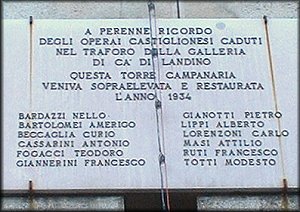 A PERENNE RICORDO
DEGLI OPERAI CASTIGLIONESI CADUTI
NEL TRAFORO DELLA GALLERIA
DI CA' DI LANDINO
QUESTA TORRE CAMPANARIA
VENIVA SOPRAELEVATA E RESTAURATA
L'ANNO 1934
BARDAZZI NELLO
BARTOLOMEI AMERIGO
BECCAGLIA CURIO
CASSARINI ANTONIO
FOGACCI TEODORO
GIANNERINI FRANCESCO
GIANOTTI PIETRO
LIPPI ALBERTO
LORENZONI CARLO
MASI ATTILIO
RUTI FRANCESCO
TOTTI MODESTO